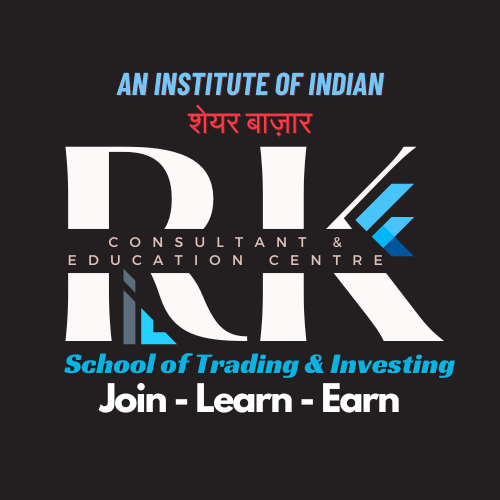 AN INSTITUTE OF INDIAN
शेयर बाज़ार
RK
CONSULTANT &
EDUCATION CENTRE
School of Trading & Investing
Join - Learn - Earn